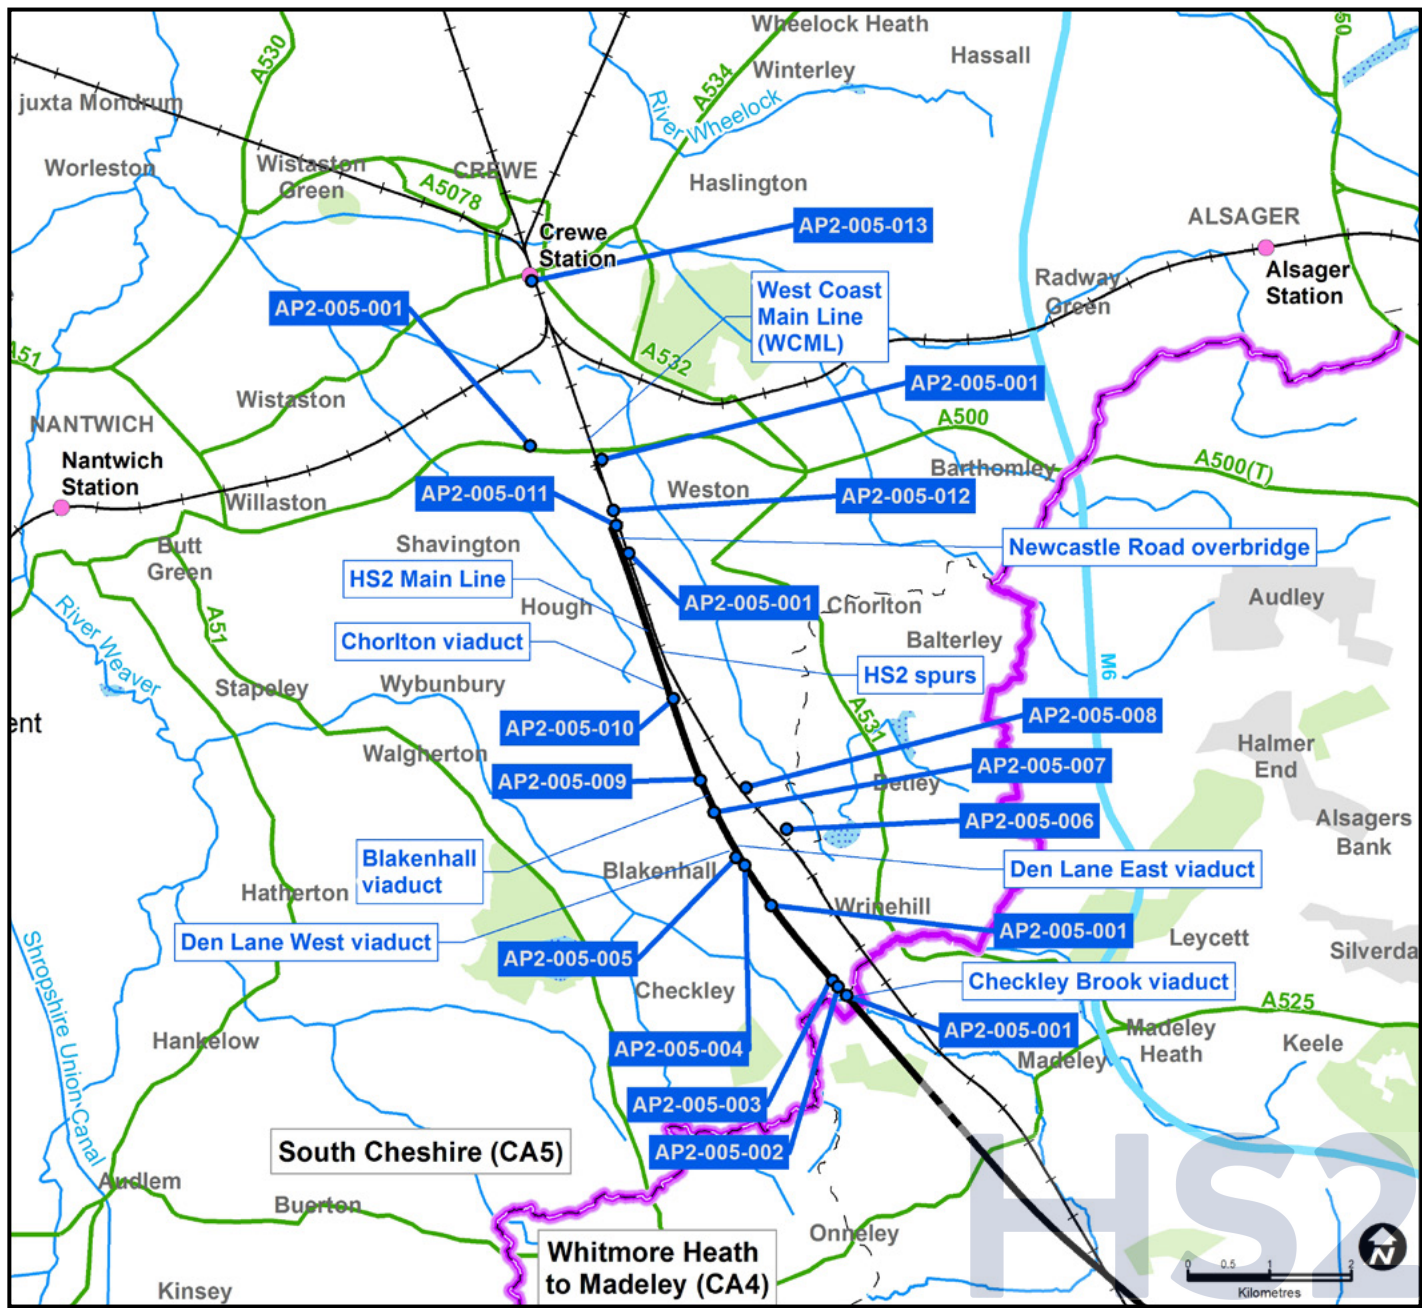 Wheelock Heath
Hassall
50
A530
A534
Winterley
juxta Mondrum
River Wheelock
Worleston
Wistaston
Green
CREWE
A5078
Haslington
ALSAGER
Crewe
Station
AP2-005-013
Alsager
Station
Radway
Green
AP2-005-001
West Coast
Main Line
(WCML)
A51
A532
AP2-005-001
Wistaston
NANTWICH
A500
Nantwich
Station
Barthomley
A500(T)
AP2-005-011
Weston
AP2-005-012
Willaston
Shavington
Newcastle Road overbridge
Butt
Green
HS2 Main Line
AP2-005-001
Hough
Chorlton
Audley
River Weaver
A51
Chorlton viaduct
Balterley
M6
HS2 spurs
Stapeley
Wybunbury
A531
AP2-005-008
ent
AP2-005-010
Walgherton
Halmer
End
AP2-005-007
AP2-005-009
Betley
AP2-005-006
Alsagers
Bank
Blakenhall
viaduct
Blakenhall
Den Lane East viaduct
Hatherton
Wrinehill
Den Lane West viaduct
AP2-005-001
Leycett
Silverda
AP2-005-005
Shropshire Union Canal
Checkley
Checkley Brook viaduct
A525
Hankelow
AP2-005-004
AP2-005-001
Madeley
Heath
Keele
Madeley
AP2-005-003
South Cheshire (CA5)
AP2-005-002
HS2
Audlem
Buerton
Onneley
Whitmore Heath
to Madeley (CA4)
N
0 0.5 1 2
Kilometres
Kinsey